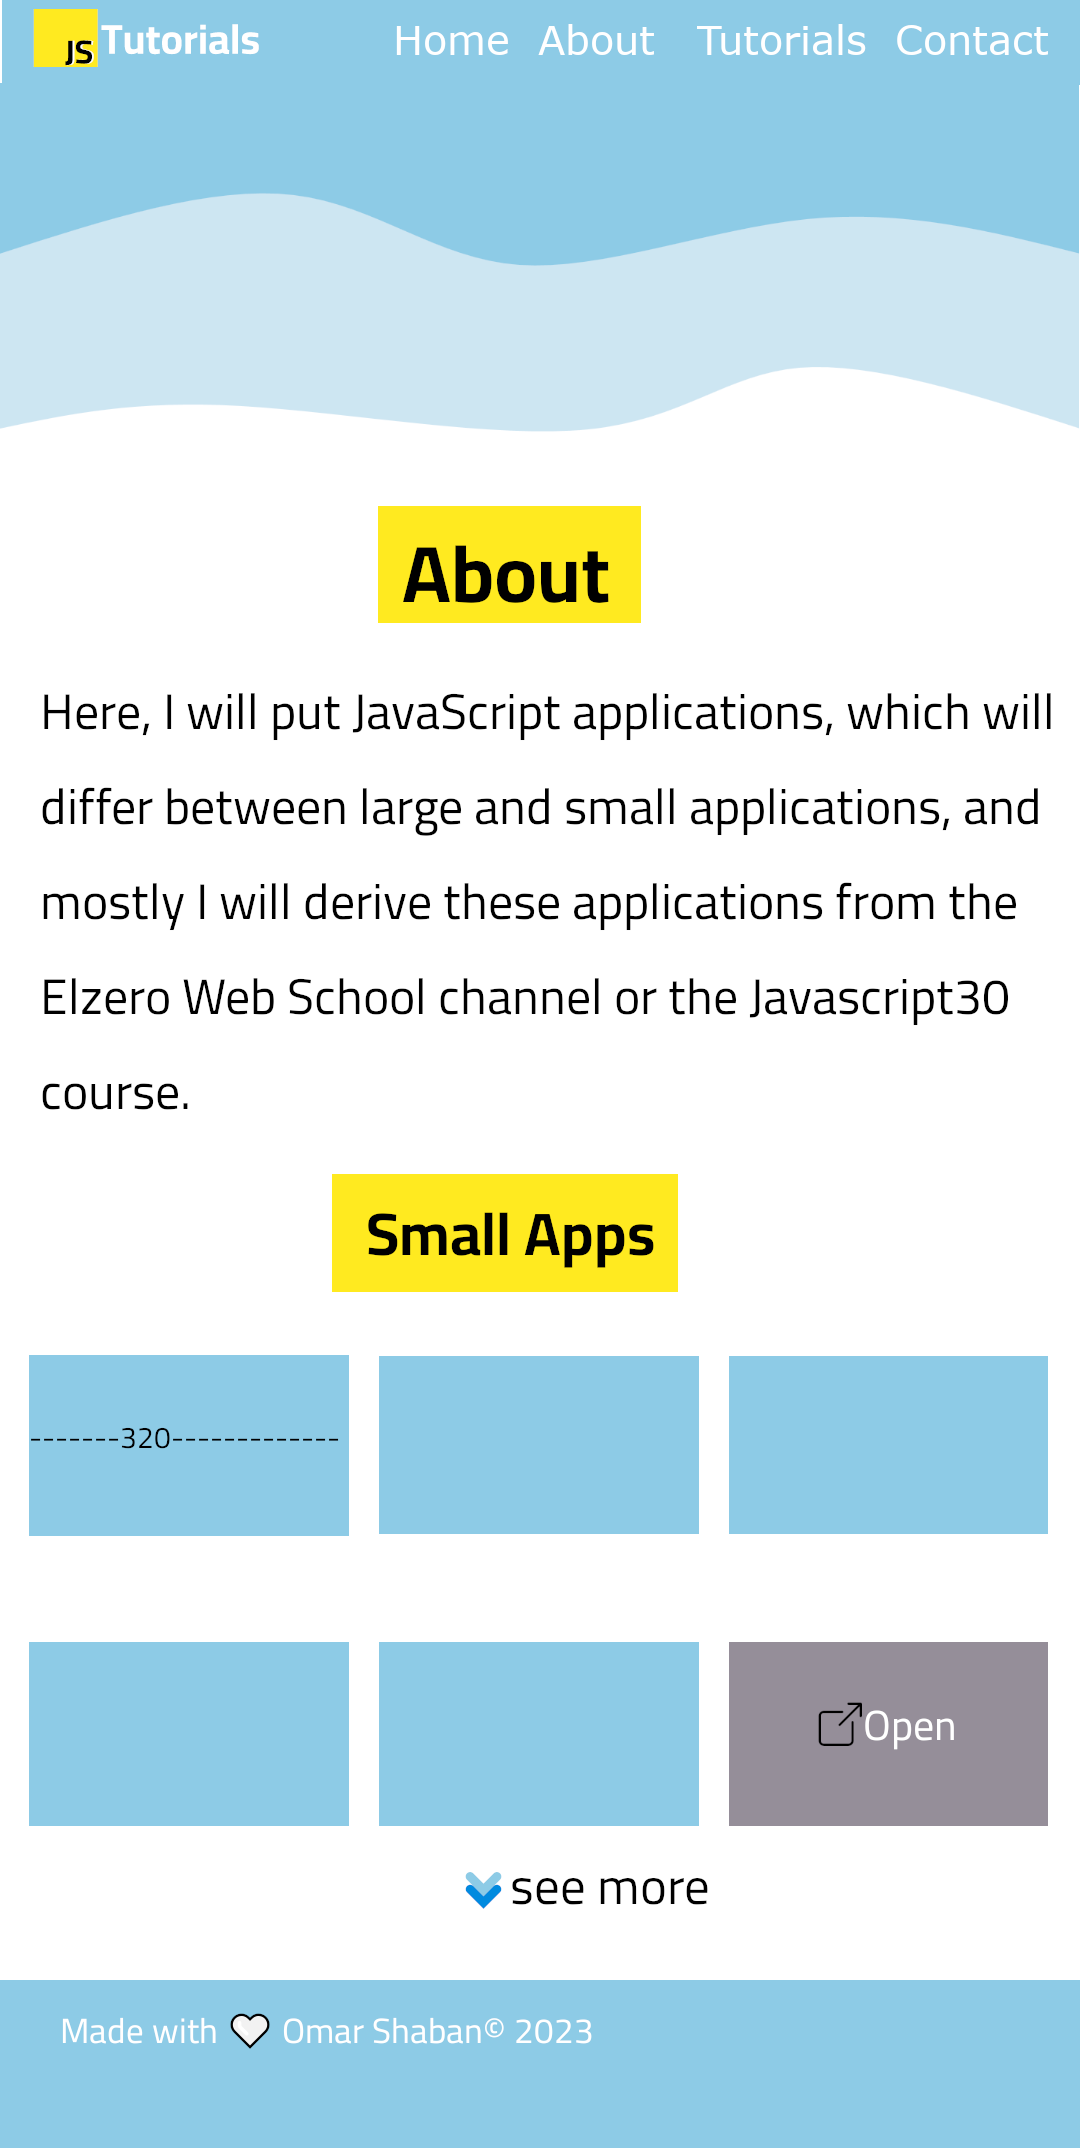 JS Tutorials Home About Tutorials Contact
About
Here, I will put JavaScript applications, which will
differ between large and small applications, and
mostly I will derive these applications from the
Elzero Web School channel or the Javascript30
course.
Small Apps
-------320-------------
Open
see more
Made with Omar Shaban© 2023